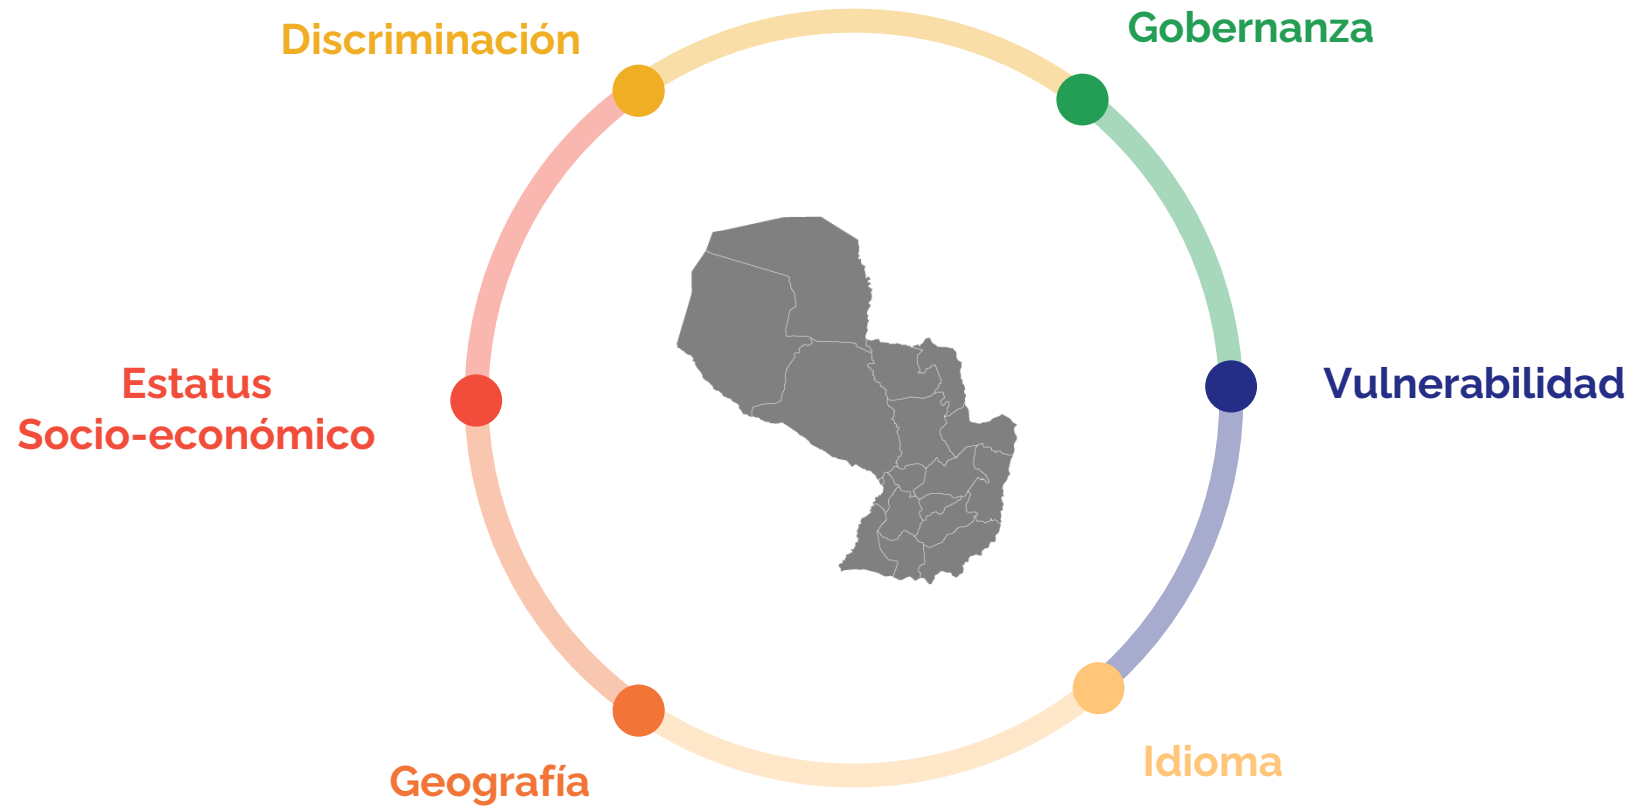 Discriminación
Gobernanza
Estatus
Socio-económico
Vulnerabilidad
Geografía
Idioma